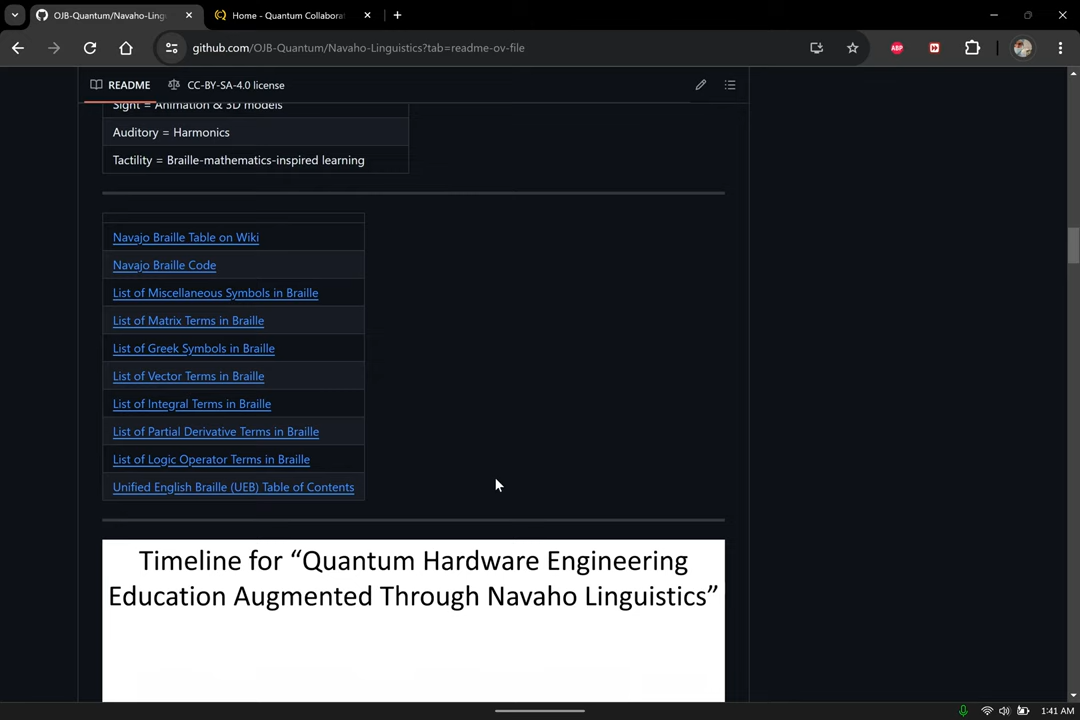 OJB-Quantum/Navaho-Ling
Home - Quantum Collabora
github.com/OJB-Quantum/Navaho-Linguistics?tab=readme-ov-file
ABP
README
CC-BY-SA-4.0 license
Sight = Animation & 3D models
Auditory = Harmonics
Tactility = Braille-mathematics-inspired learning
Navajo Braille Table on Wiki
Navajo Braille Code
List of Miscellaneous Symbols in Braille
List of Matrix Terms in Braille
List of Greek Symbols in Braille
List of Vector Terms in Braille
List of Integral Terms in Braille
List of Partial Derivative Terms in Braille
List of Logic Operator Terms in Braille
Unified English Braille (UEB) Table of Contents
Timeline for “Quantum Hardware Engineering
Education Augmented Through Navaho Linguistics”
1:41 AM